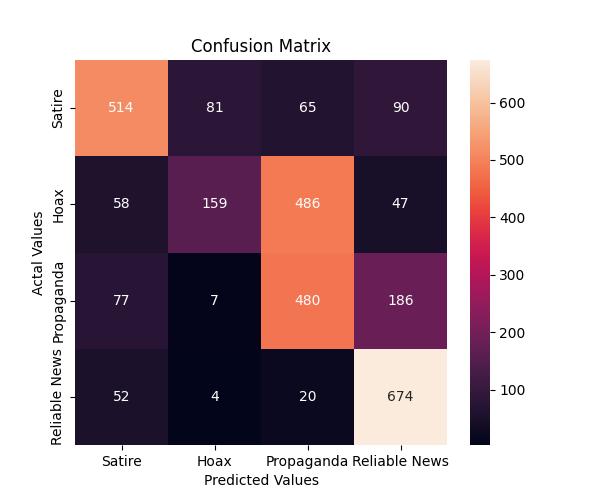 Confusion Matrix
Actal Values
Satire
514 81 65 90
Hoax
58 159 486 47
Propaganda
77 7 480 186
Reliable News
52 4 20 674
Satire Hoax Propaganda Reliable News
Predicted Values
600
500
400
300
200
100